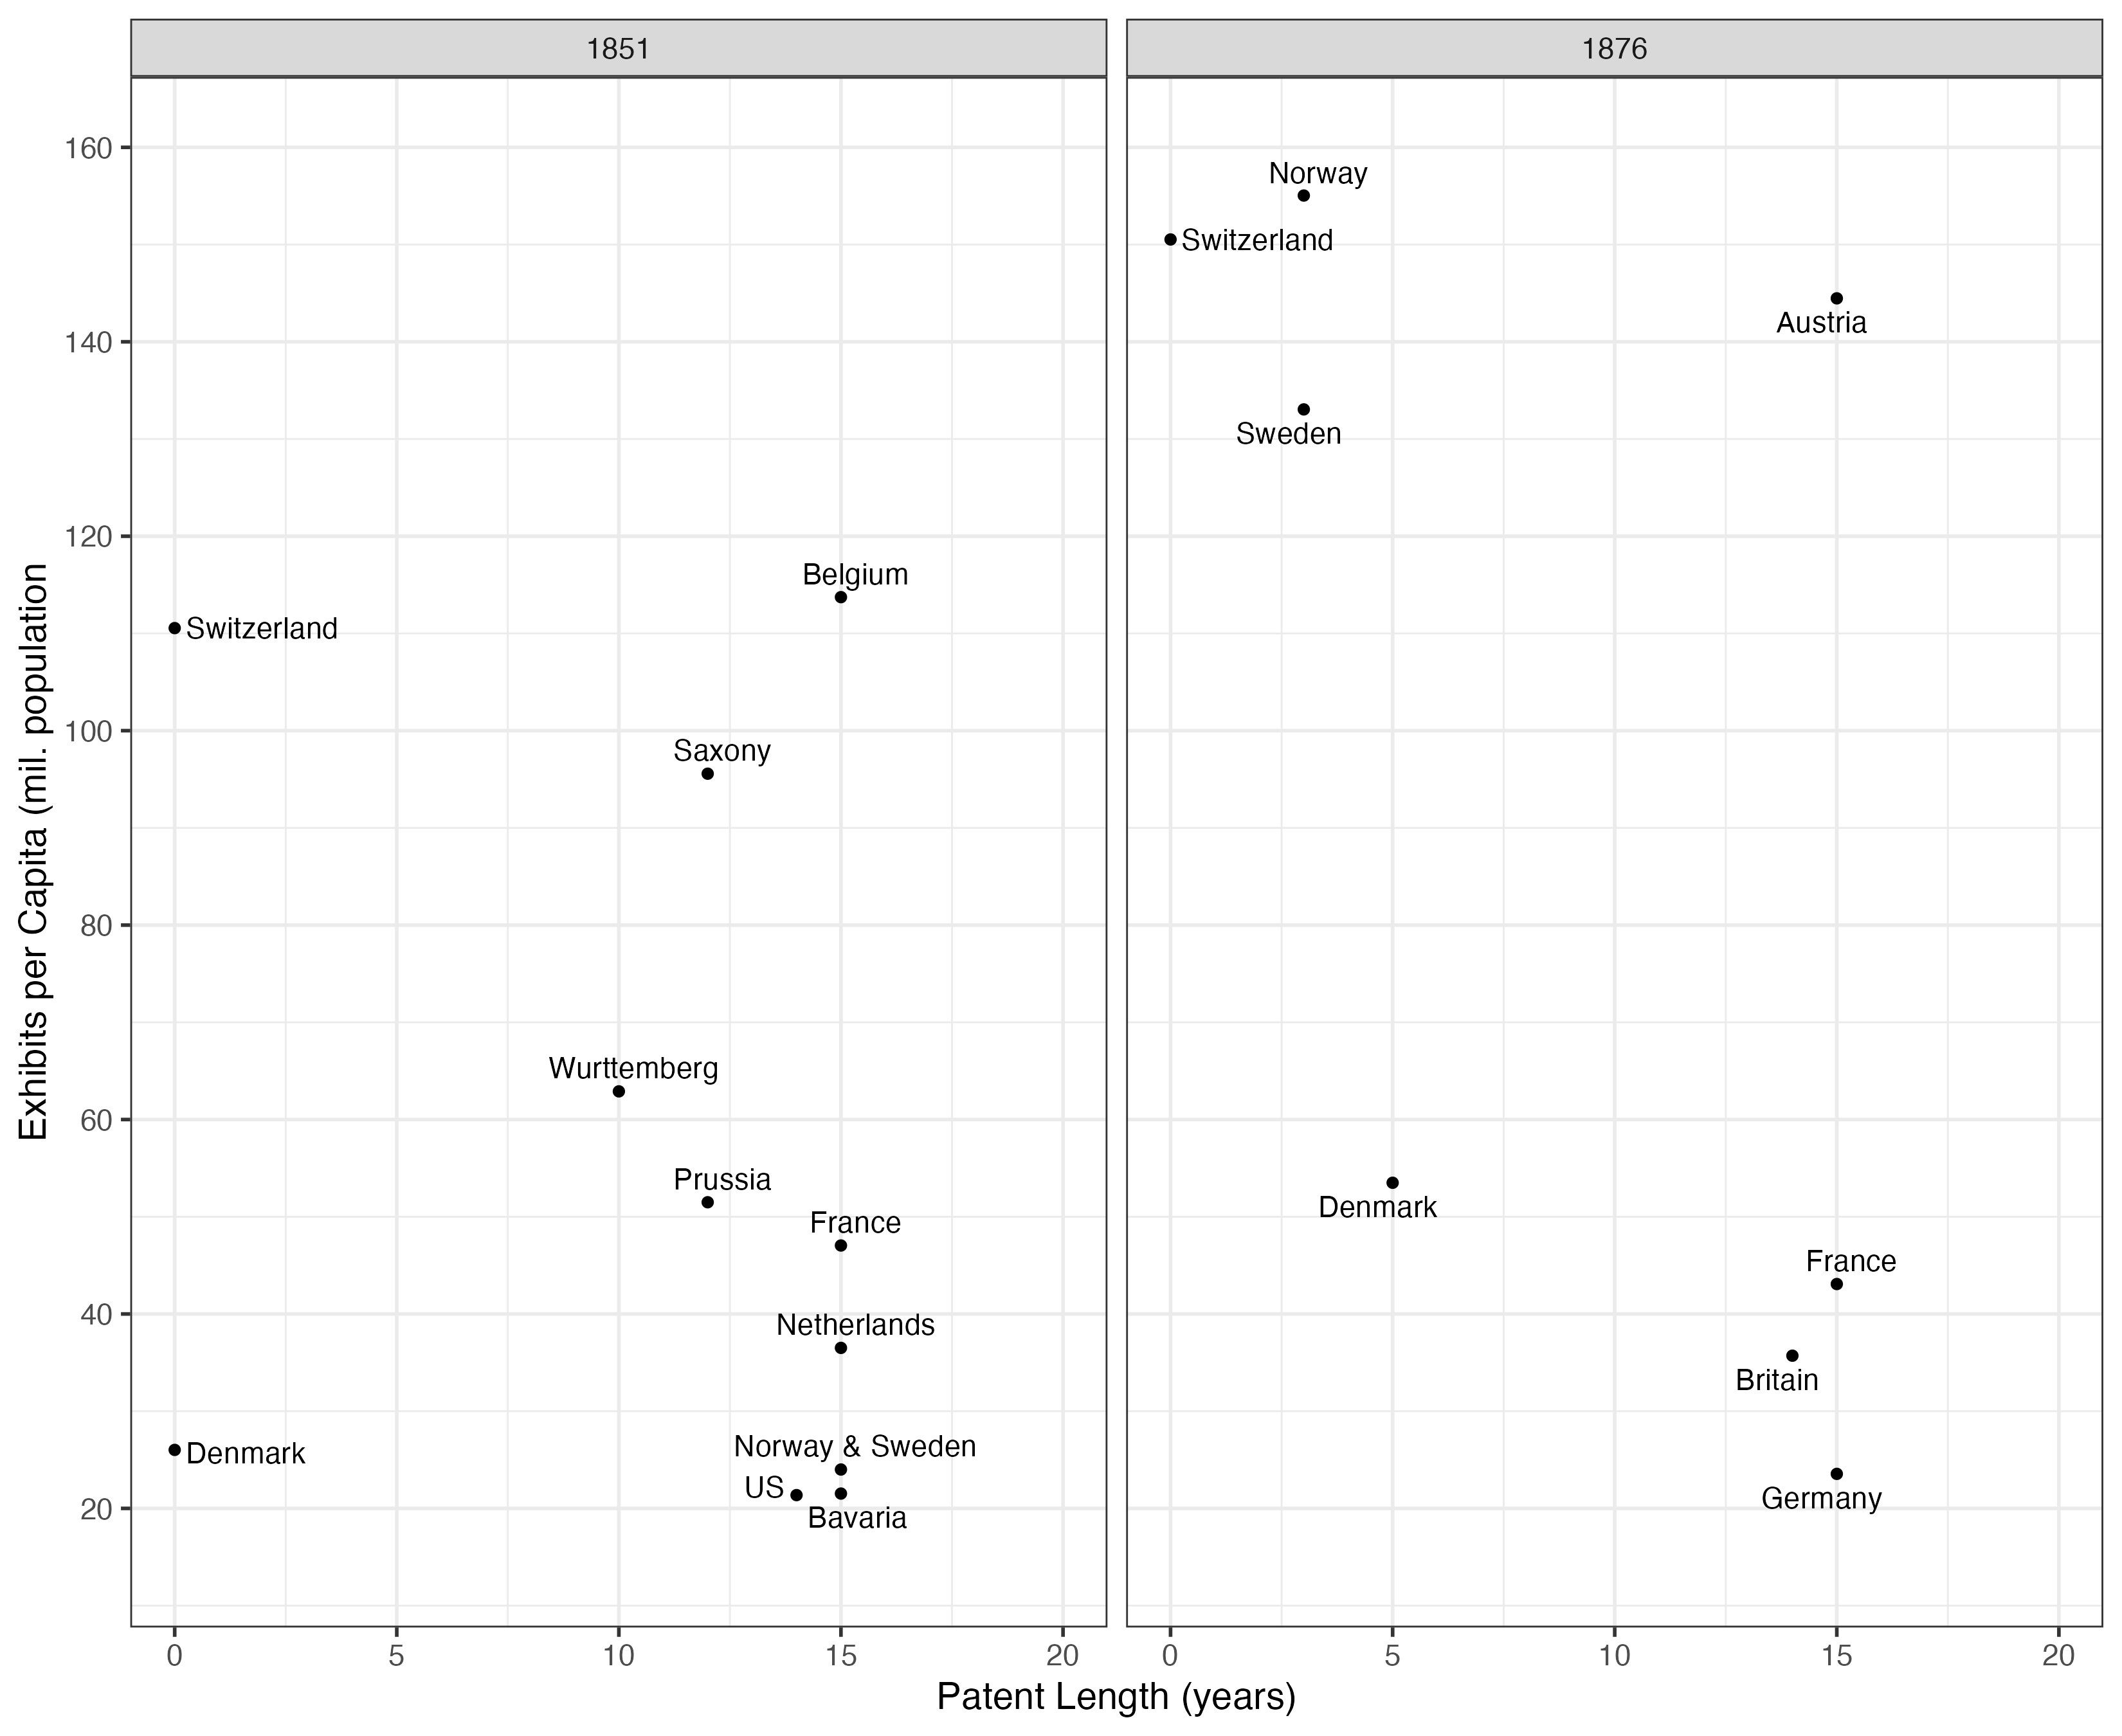 1851
1876
160
140
120
100
80
60
40
20
Exhibits per Capita (mil. population
Belgium
Switzerland
Saxony
Wurttemberg
Prussia
France
Netherlands
Norway & Sweden
Denmark
US
Bavaria
Norway
Switzerland
Austria
Sweden
Denmark
France
Britain
Germany
0 5 10 15 20
0 5 10 15 20
Patent Length (years)